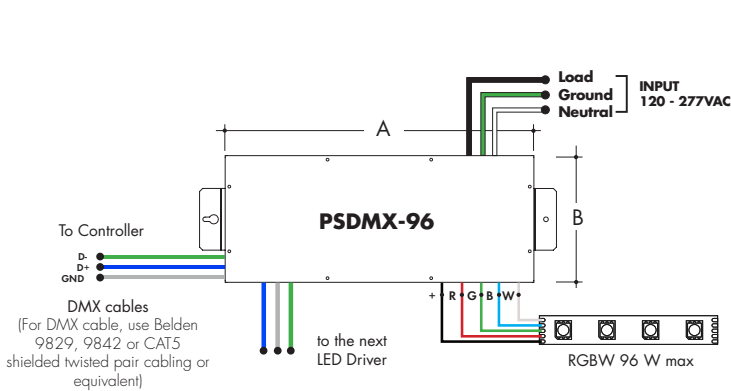 Load
Ground
Neutral
INPUT
120 - 277VAC
A
PSDMX-96
B
To Controller
D-
D+
GND
DMX cables
(For DMX cable, use Belden
9829, 9842 or CAT5
shielded twisted pair cabling or
equivalent)
to the next
LED Driver
+ R G B W
RGBW 96 W max